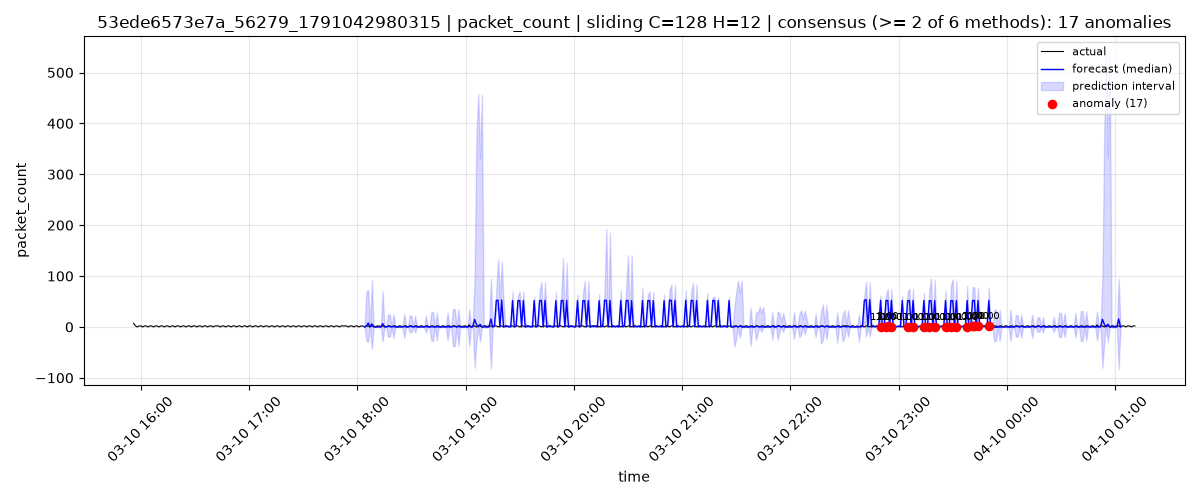 53ede6573e7a_56279_1791042980315 | packet_count | sliding C=128 H=12 | consensus (>= 2 of 6 methods): 17 anomalies
actual
forecast (median)
prediction interval
anomaly (17)
packet_count
500
400
300
200
100
0
−100
03-10 16:00
03-10 17:00
03-10 18:00
03-10 19:00
03-10 20:00
03-10 21:00
03-10 22:00
03-10 23:00
04-10 00:00
04-10 01:00
time